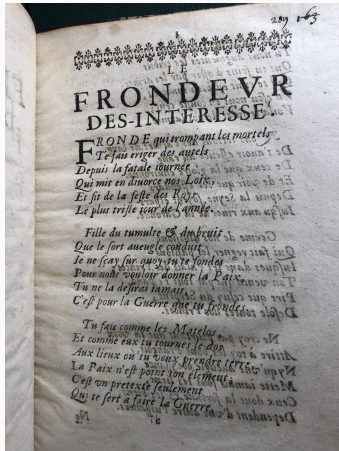 289 163
LE
FRONDEVR
DES-INTERESSE'.
FRONDE qui trompant les mortels
Te fais eriger des autels
Depuis la fatale iournée
Qui mit en divorce nos Loix,
Et fit de la feste des Roys
Le plus triste iour de l'année.
Fille du tumulte & du bruit
Que le sort aueugle conduit
Ie ne sçay sur quoy tu te fondes
Pour nous vouloir donner la Paix
Tu ne la desiras iamais,
C'est pour la Guerre que tu frondes.
Tu fais comme les Matelos
Et comme eux tu tournes le dos
Aux lieux où tu veux prendre terre,
La Paix n'est point ton element
C'est vn pretexte seulement
Qui te sert à faire la Guerre.